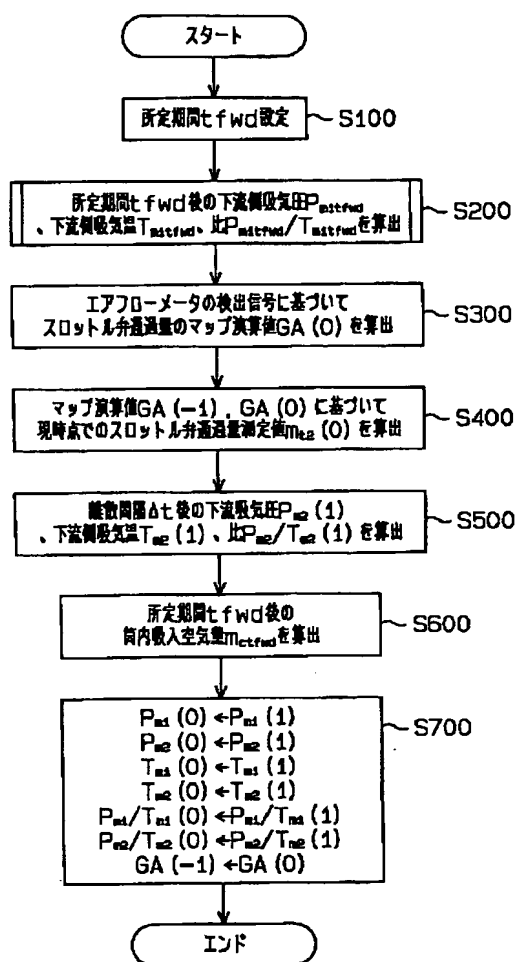 スタート
所定期間tfwd設定
S100
所定期間tfwd後の下流側吸気圧Pm1tfwd
、下流側吸気温Tm1tfwd、比Pm1tfwd/Tm1tfwdを算出
S200
エアフローメータの検出信号に基づいて
スロットル弁通過量のマップ演算値GA(0)を算出
S300
マップ演算値GA(-1),GA(0)に基づいて
現時点でのスロットル弁通過量測定値mt2(0)を算出
S400
離散間隔Δt後の下流吸気圧Pm2(1)
、下流側吸気温Tm2(1)、比Pm2/Tm2(1)を算出
S500
所定期間tfwd後の
筒内吸入空気量mctfwdを算出
S600
Pm1(0)←Pm1(1)
Pm2(0)←Pm2(1)
Tm1(0)←Tm1(1)
Tm2(0)←Tm2(1)
Pm1/Tm1(0)←Pm1/Tm1(1)
Pm2/Tm2(0)←Pm2/Tm2(1)
GA(-1)←GA(0)
S700
エンド